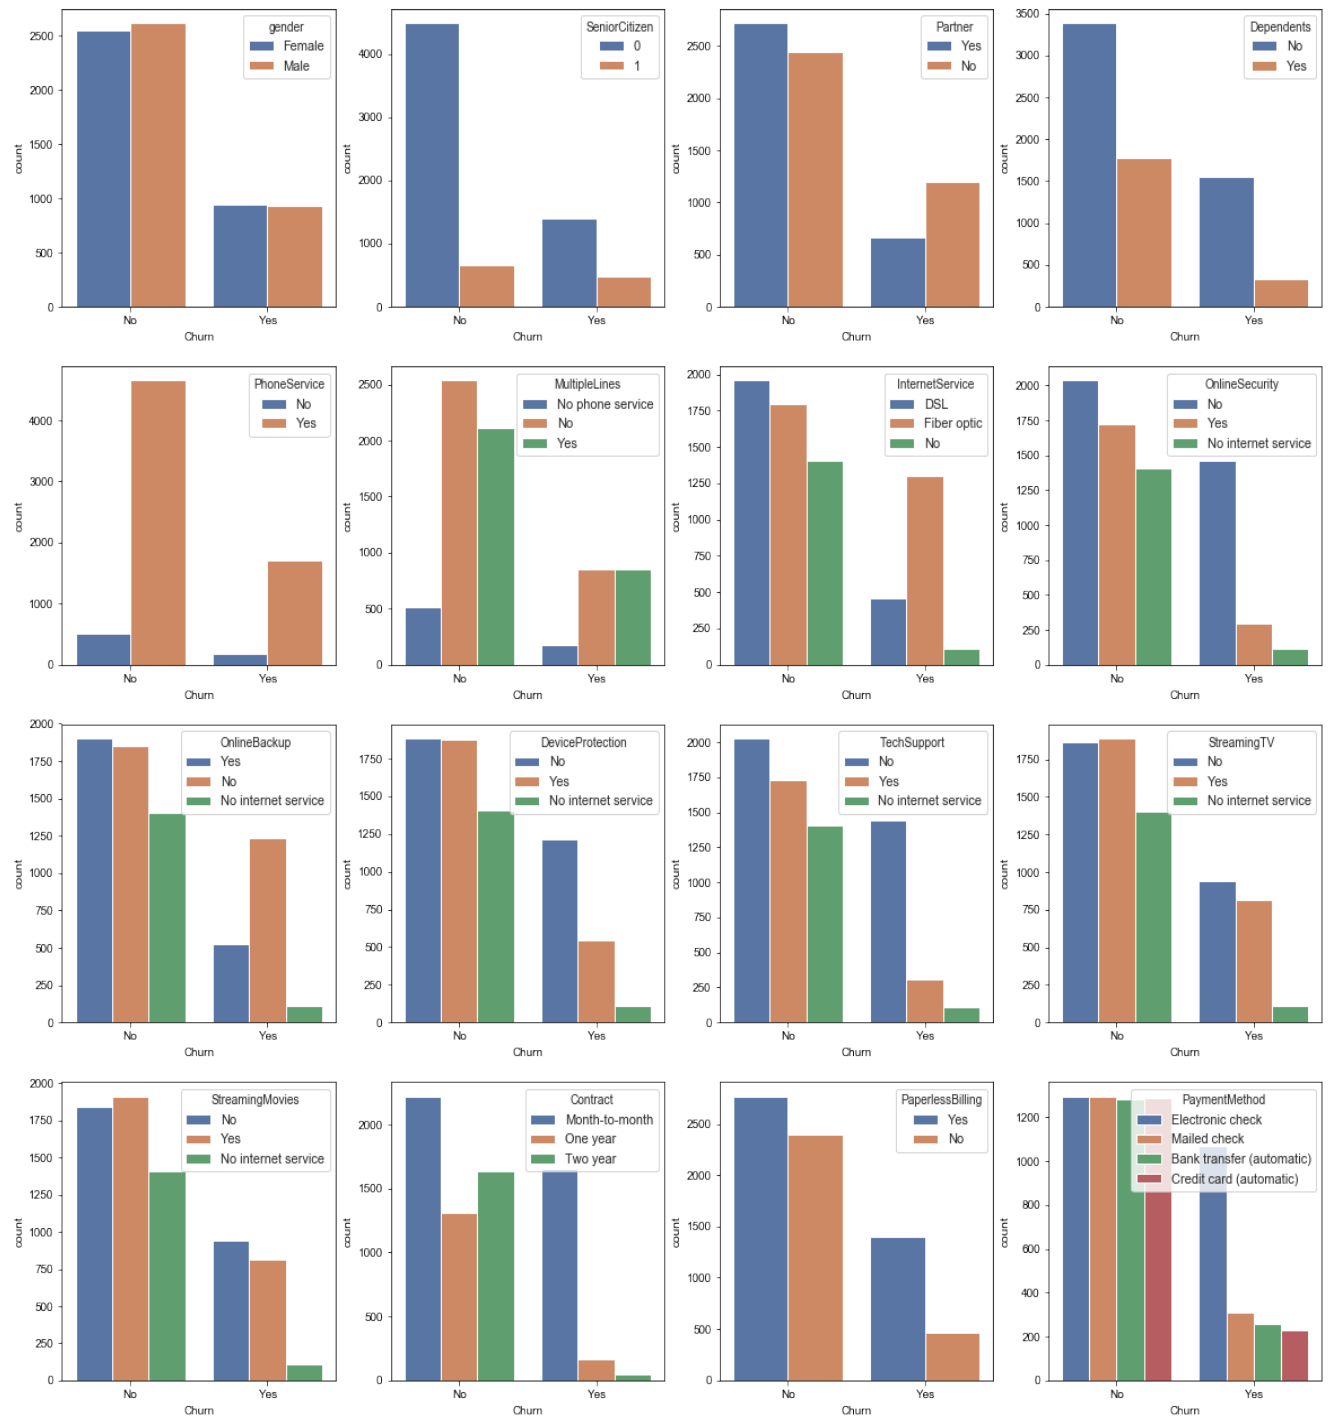 gender
Female
Male
2500
2000
1500
1000
500
0
count
No
Yes
Churn
SeniorCitizen
0
1
4000
3000
2000
1000
0
count
No
Yes
Churn
Partner
Yes
No
2500
2000
1500
1000
500
0
count
No
Yes
Churn
Dependents
No
Yes
3500
3000
2500
2000
1500
1000
500
0
count
No
Yes
Churn
PhoneService
No
Yes
4000
3000
2000
1000
0
count
No
Yes
Churn
MultipleLines
No phone service
No
Yes
2500
2000
1500
1000
500
0
count
No
Yes
Churn
InternetService
DSL
Fiber optic
No
2000
1750
1500
1250
1000
750
500
250
0
count
No
Yes
Churn
OnlineSecurity
No
Yes
No internet service
2000
1750
1500
1250
1000
750
500
250
0
count
No
Yes
Churn
OnlineBackup
Yes
No
No internet service
2000
1750
1500
1250
1000
750
500
250
0
count
No
Yes
Churn
DeviceProtection
No
Yes
No internet service
1750
1500
1250
1000
750
500
250
0
count
No
Yes
Churn
TechSupport
No
Yes
No internet service
2000
1750
1500
1250
1000
750
500
250
0
count
No
Yes
Churn
StreamingTV
No
Yes
No internet service
1750
1500
1250
1000
750
500
250
0
count
No
Yes
Churn
StreamingMovies
No
Yes
No internet service
2000
1750
1500
1250
1000
750
500
250
0
count
No
Yes
Churn
Contract
Month-to-month
One year
Two year
2000
1500
1000
500
0
count
No
Yes
Churn
PaperlessBilling
Yes
No
2500
2000
1500
1000
500
0
count
No
Yes
Churn
PaymentMethod
Electronic check
Mailed check
Bank transfer (automatic)
Credit card (automatic)
1200
1000
800
600
400
200
0
count
No
Yes
Churn